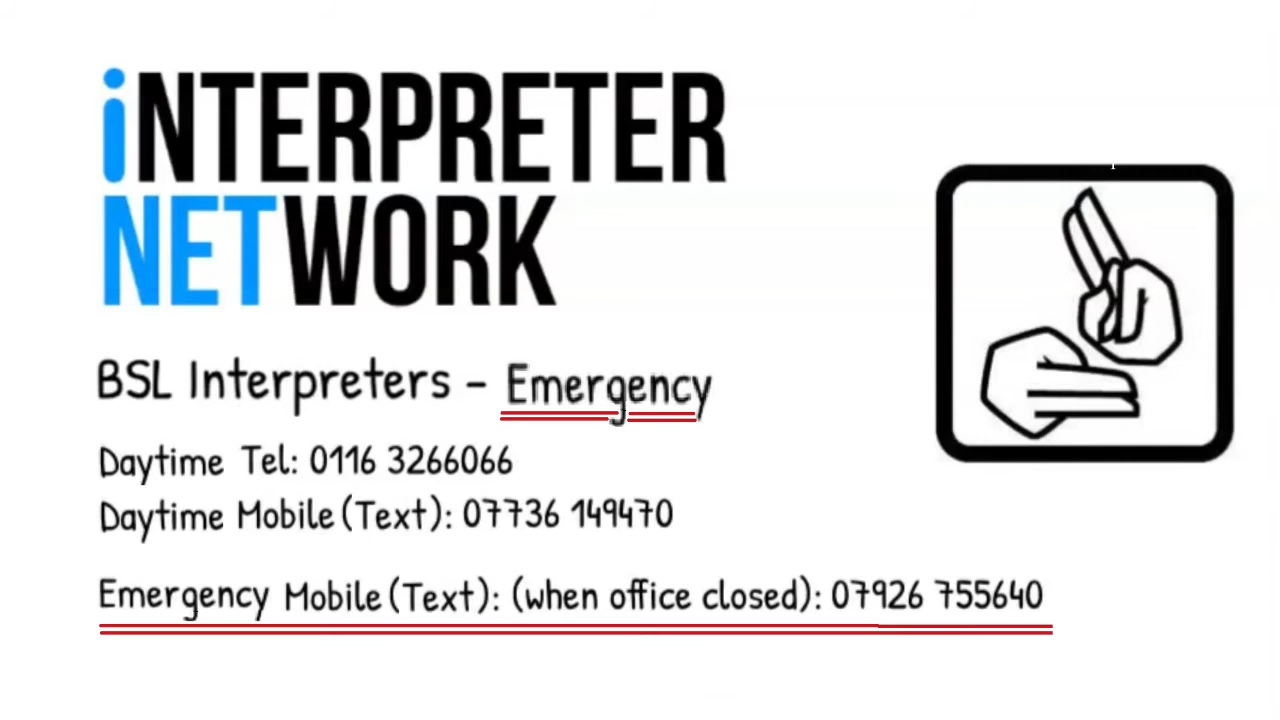 iNTERPRETER
NETWORK
BSL Interpreters - Emergency
Daytime Tel: 0116 3266066
Daytime Mobile (Text): 07736 149470
Emergency Mobile (Text): (when office closed): 07926 755640